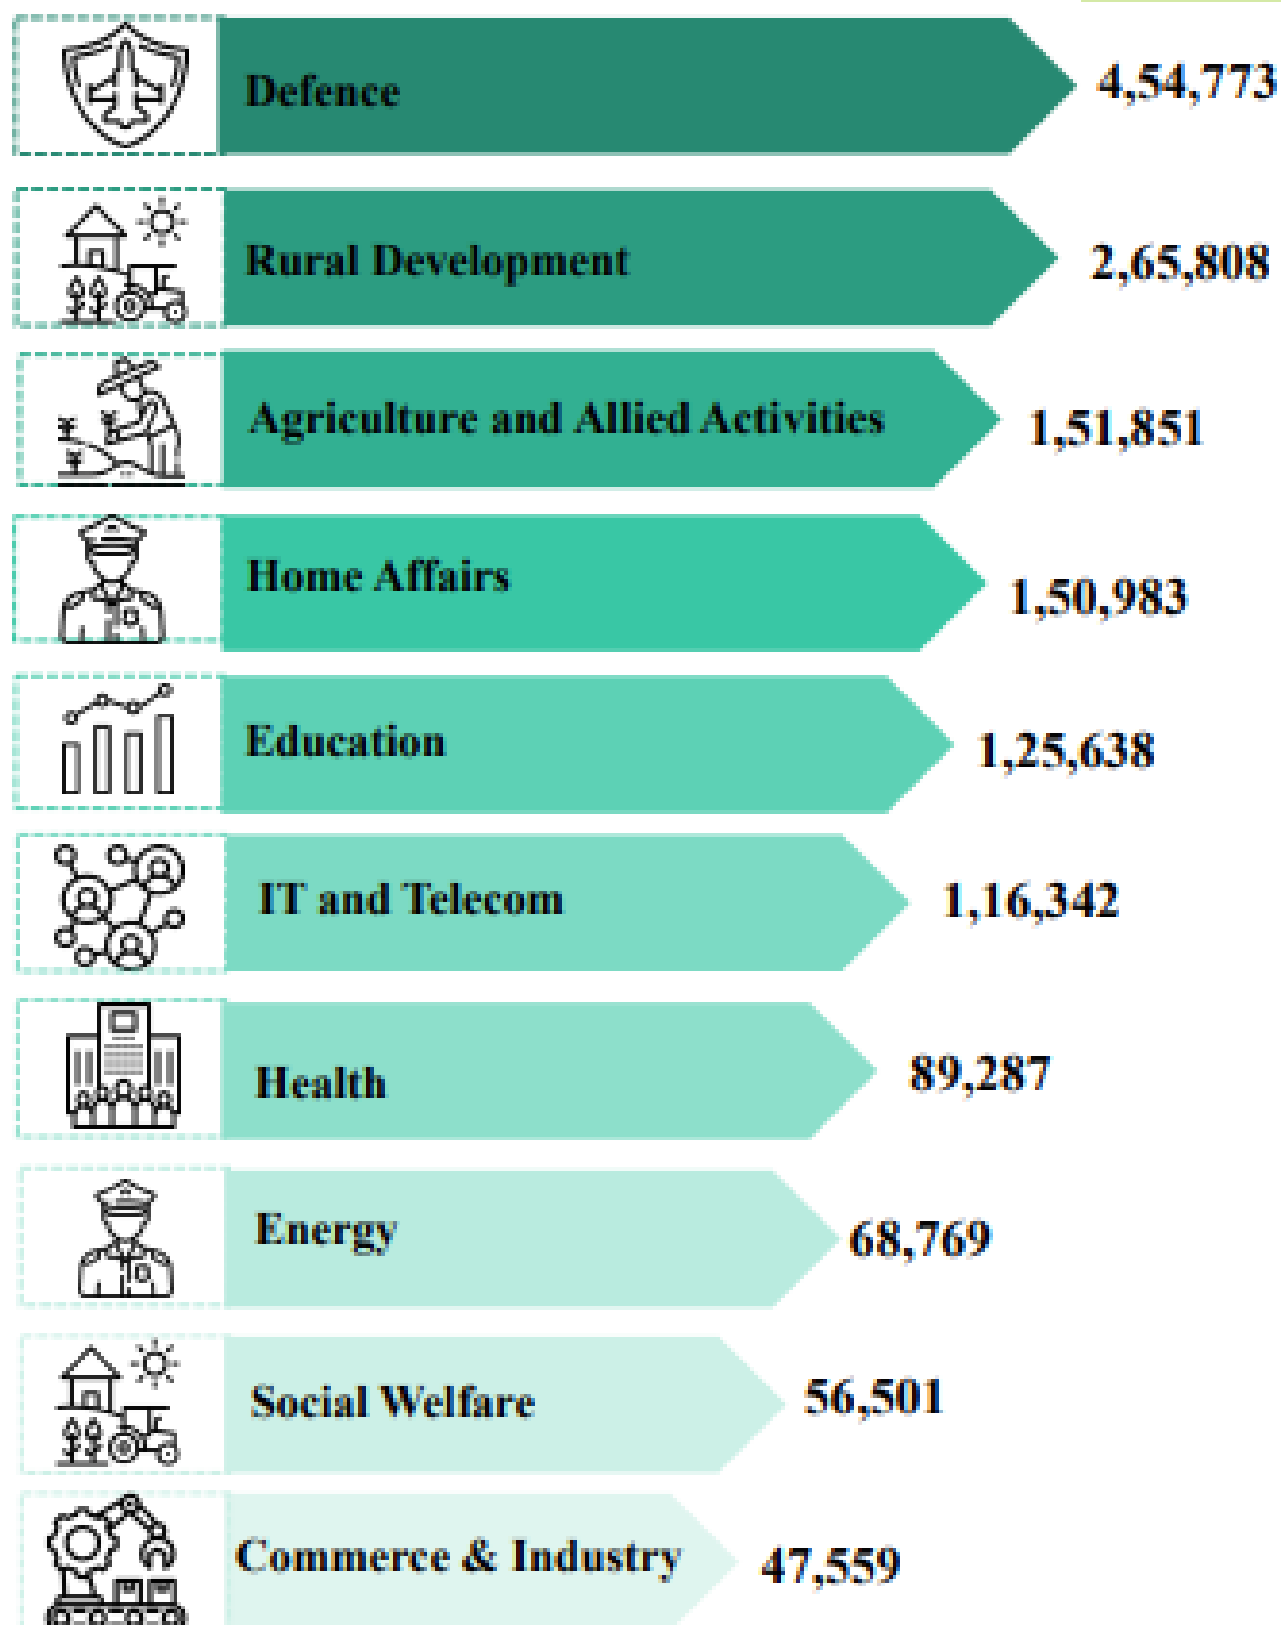 Defence 4,54,773
Rural Development 2,65,808
Agriculture and Allied Activities 1,51,851
Home Affairs 1,50,983
Education 1,25,638
IT and Telecom 1,16,342
Health 89,287
Energy 68,769
Social Welfare 56,501
Commerce & Industry 47,559